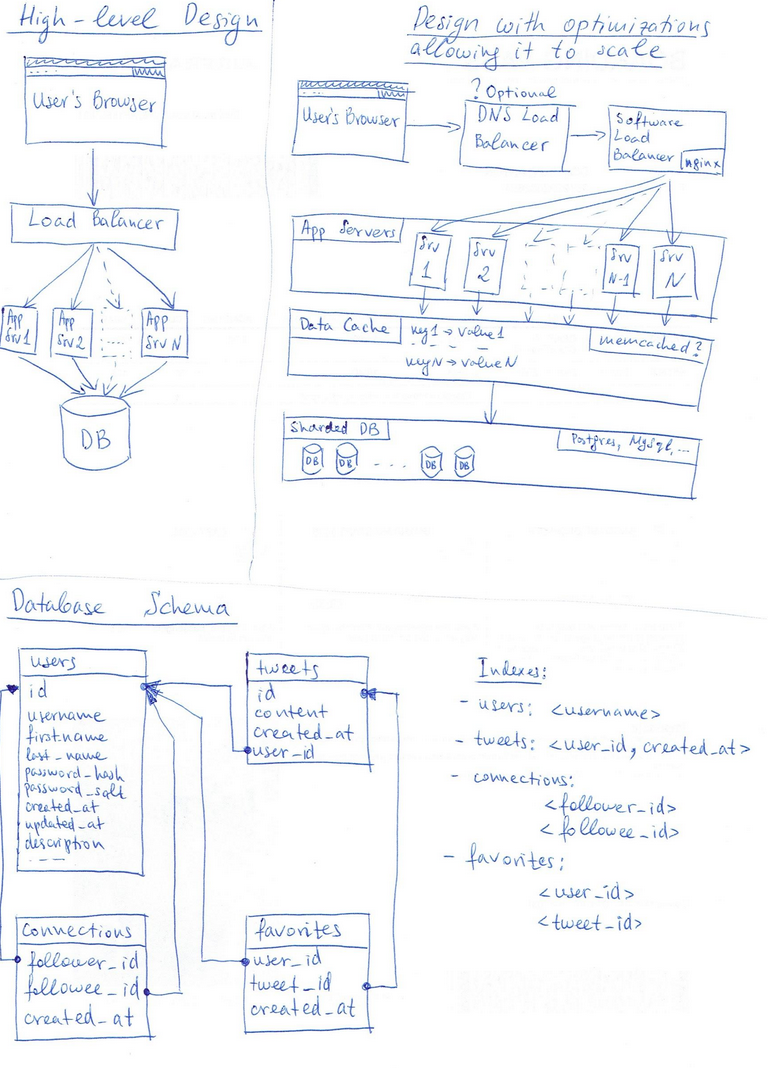 High-level Design
User's Browser
Load Balancer
App
Srv 1
App
Srv 2
App
Srv N
DB
Design with optimizations
allowing it to scale
User's Browser
? Optional
DNS Load
Balancer
Software
Load
Balancer
nginx
App Servers
Srv
1
Srv
2
Srv
N-1
Srv
N
Data Cache
key1 → value1
keyN → valueN
memcached?
Sharded DB
Postgres, MySql, ...
DB
DB
. . .
DB
DB
Database Schema
users
id
username
first_name
last_name
password_hash
password_salt
created_at
updated_at
description
tweets
id
content
created_at
user_id
connections
follower_id
followee_id
created_at
favorites
user_id
tweet_id
created_at
Indexes:
- users: <username>
- tweets: <user_id, created_at>
- connections:
<follower_id>
<followee_id>
- favorites:
<user_id>
<tweet_id>